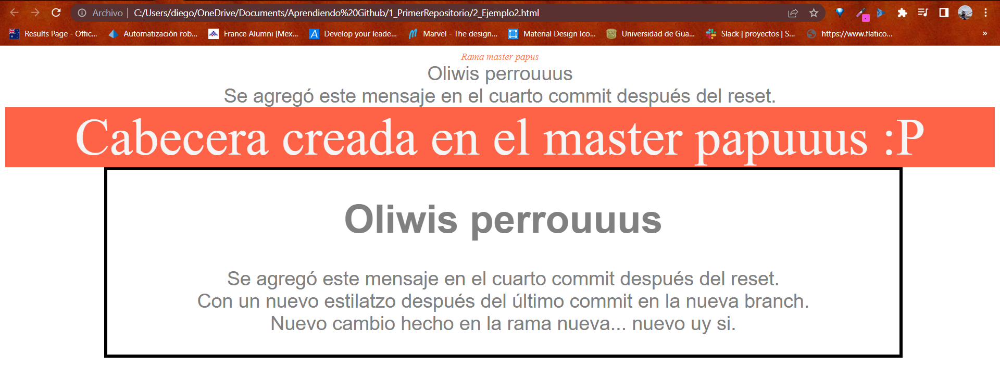 Archivo | C:/Users/diego/OneDrive/Documents/Aprendiendo%20Github/1_PrimerRepositorio/2_Ejemplo2.html
Results Page - Offic... Automatización rob... France Alumni [Mex... Develop your leade... Marvel - The design... Material Design Ico... Universidad de Gua... Slack | proyectos | S... https://www.flatico... »
Rama master papus
Oliwis perrouuus
Se agregó este mensaje en el cuarto commit después del reset.
Cabecera creada en el master papuuus :P
Oliwis perrouuus
Se agregó este mensaje en el cuarto commit después del reset.
Con un nuevo estilatzo después del último commit en la nueva branch.
Nuevo cambio hecho en la rama nueva... nuevo uy si.